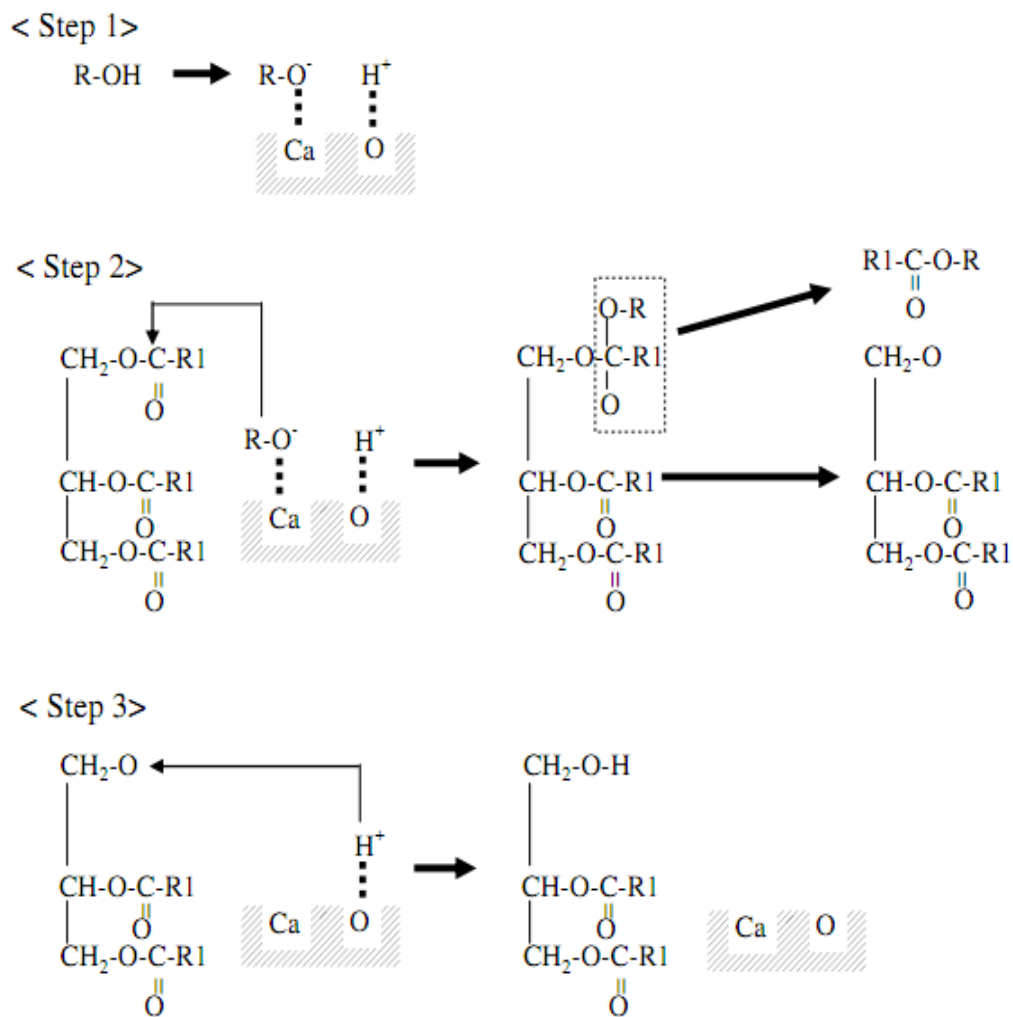 < Step 1>
R-OH R-O⁻ H⁺
Ca O
< Step 2>
R1-C-O-R
O
O-R
CH₂-O-C-R1 CH₂-O-C-R1 CH₂-O
O O
R-O⁻ H⁺
CH-O-C-R1 CH-O-C-R1 CH-O-C-R1
O Ca O O O
CH₂-O-C-R1 CH₂-O-C-R1 CH₂-O-C-R1
O O O
< Step 3>
CH₂-O CH₂-O-H
H⁺
CH-O-C-R1 CH-O-C-R1
O Ca O O Ca O
CH₂-O-C-R1 CH₂-O-C-R1
O O